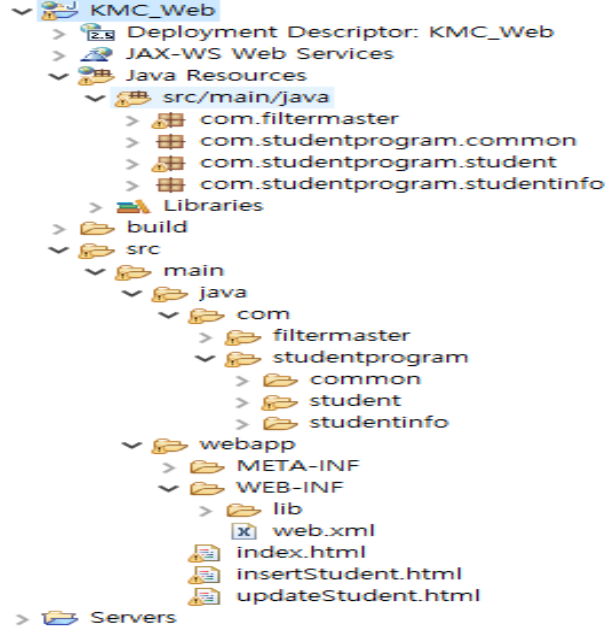 KMC_Web
Deployment Descriptor: KMC_Web
JAX-WS Web Services
Java Resources
src/main/java
com.filtermaster
com.studentprogram.common
com.studentprogram.student
com.studentprogram.studentinfo
Libraries
build
src
main
java
com
filtermaster
studentprogram
common
student
studentinfo
webapp
META-INF
WEB-INF
lib
web.xml
index.html
insertStudent.html
updateStudent.html
Servers